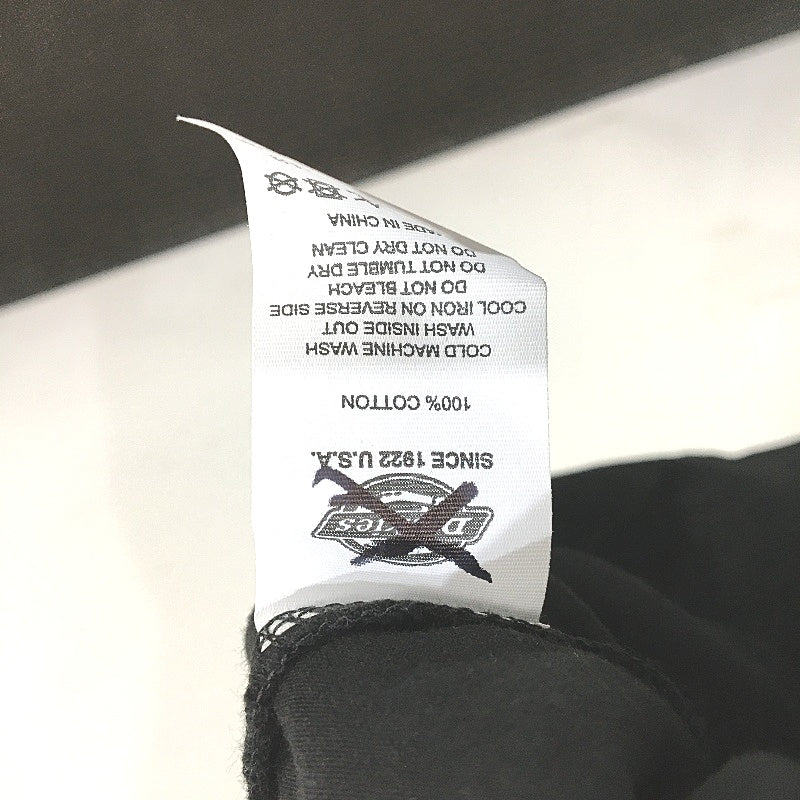 SINCE 1922 U.S.A.
100% COTTON
COLD MACHINE WASH
WASH INSIDE OUT
COOL IRON ON REVERSE SIDE
DO NOT BLEACH
DO NOT TUMBLE DRY
DO NOT DRY CLEAN
MADE IN CHINA